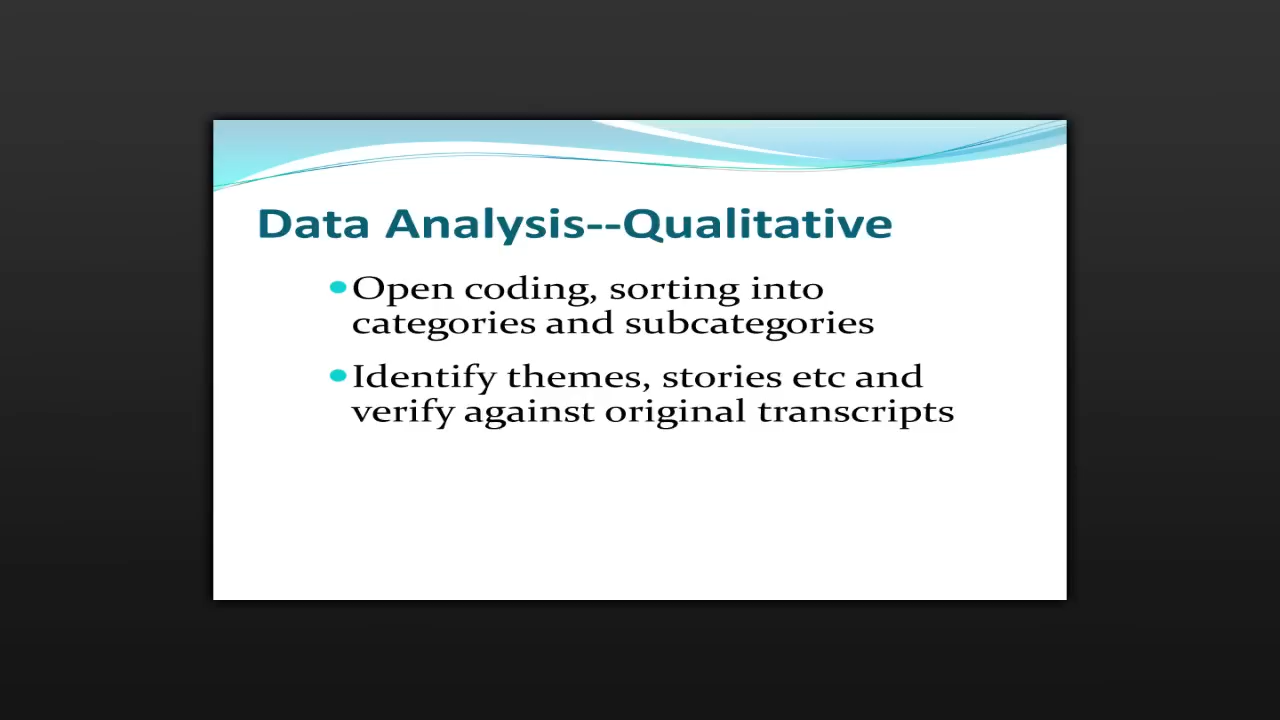 Data Analysis--Qualitative
•Open coding, sorting into
categories and subcategories
•Identify themes, stories etc and
verify against original transcripts